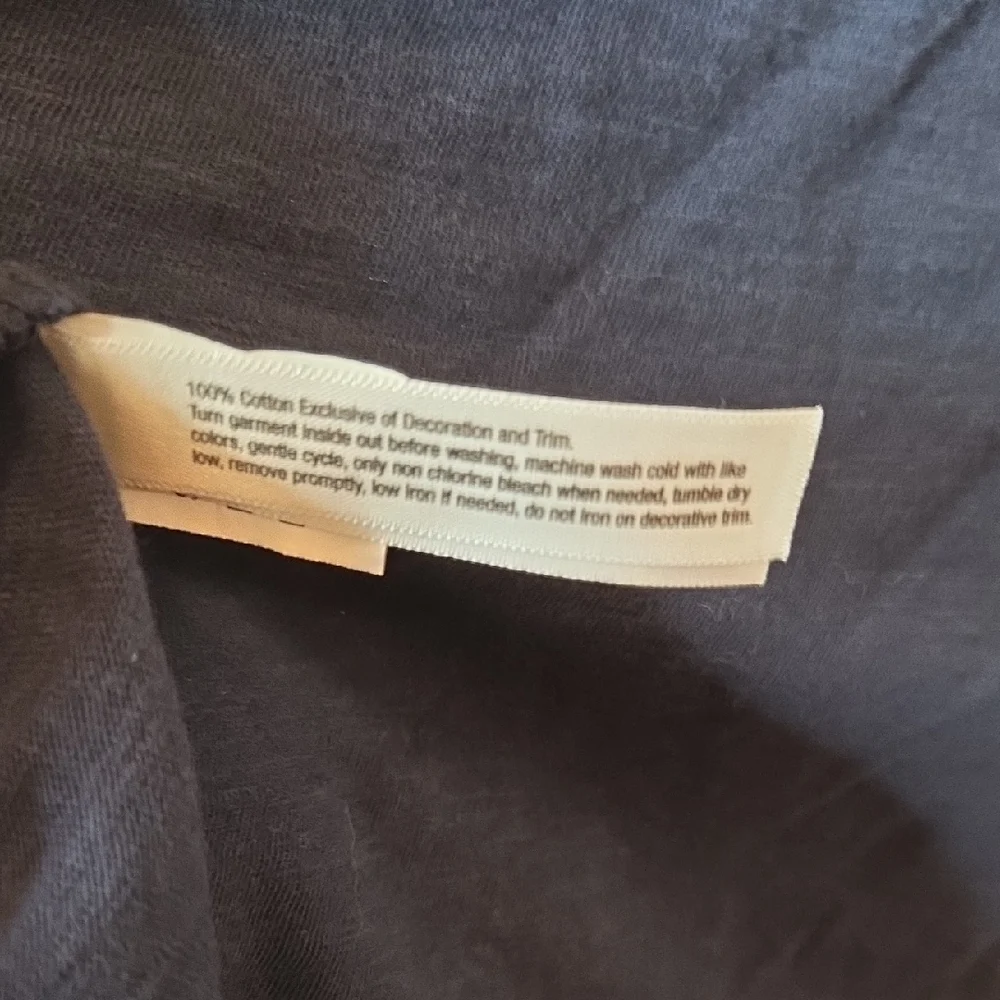 100% Cotton Exclusive of Decoration and Trim.
Turn garment inside out before washing, machine wash cold with like
colors, gentle cycle, only non chlorine bleach when needed, tumble dry
low, remove promptly, low iron if needed, do not iron on decorative trim.